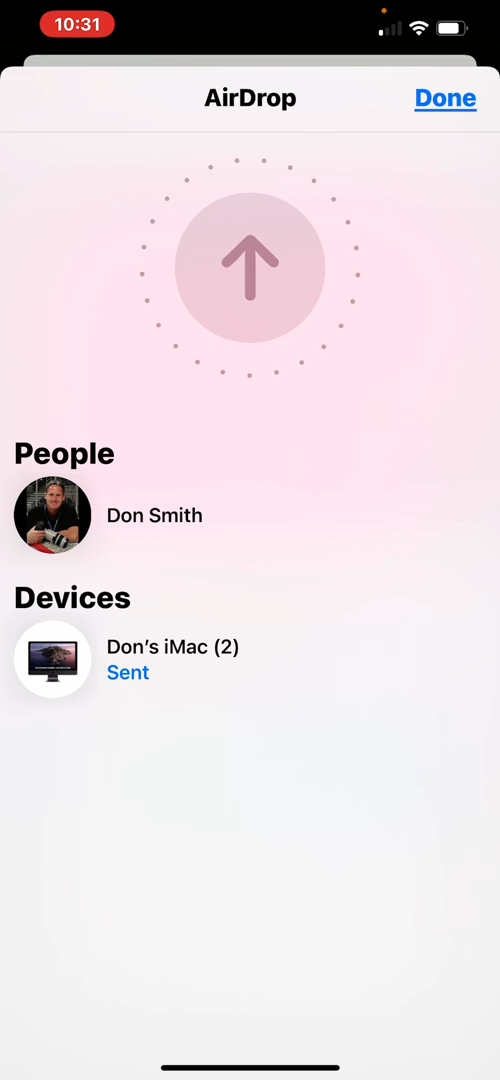 10:31
AirDrop
Done
People
Don Smith
Devices
Don’s iMac (2)
Sent